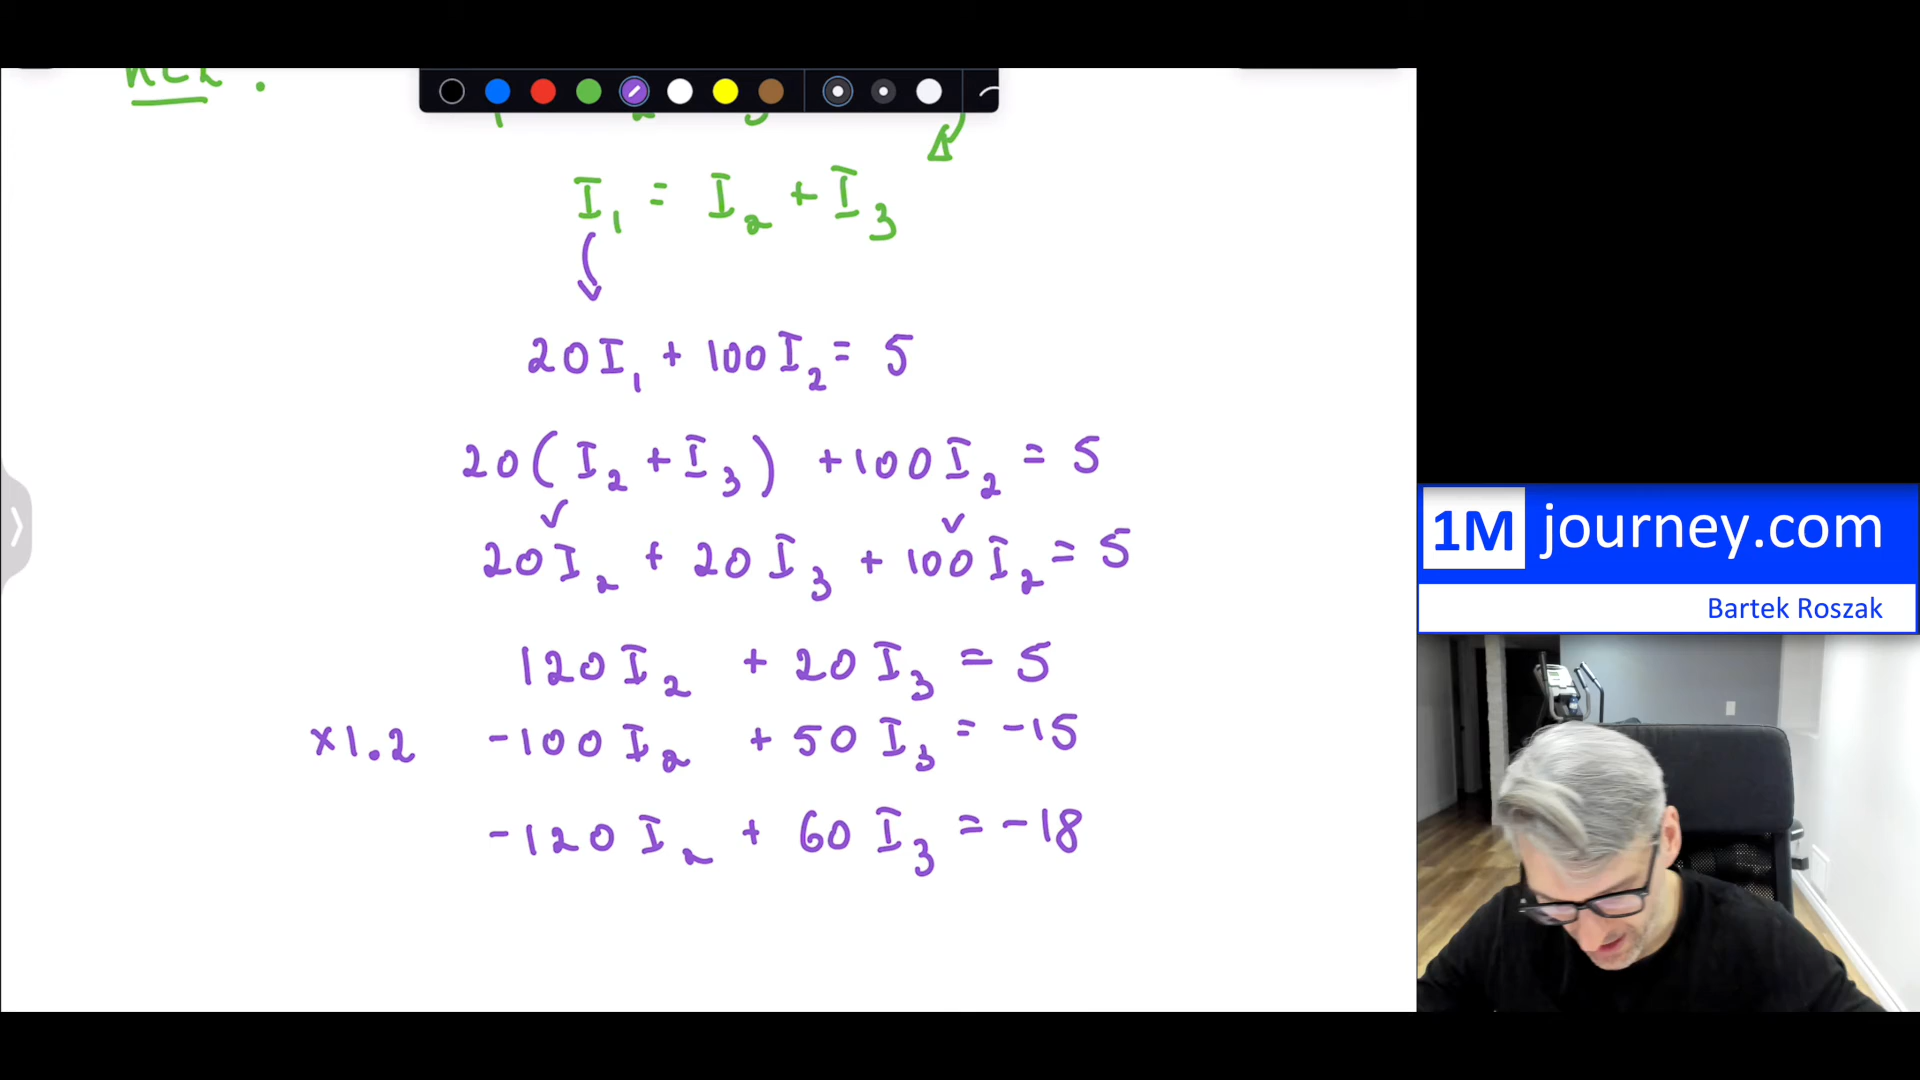 KCL :
I₁ = I₂ + I₃
20I₁ + 100I₂ = 5
20(I₂ + I₃) + 100I₂ = 5
20I₂ + 20I₃ + 100I₂ = 5
120I₂ + 20I₃ = 5
×1.2 -100I₂ + 50I₃ = -15
-120I₂ + 60I₃ = -18
1M journey.com
Bartek Roszak